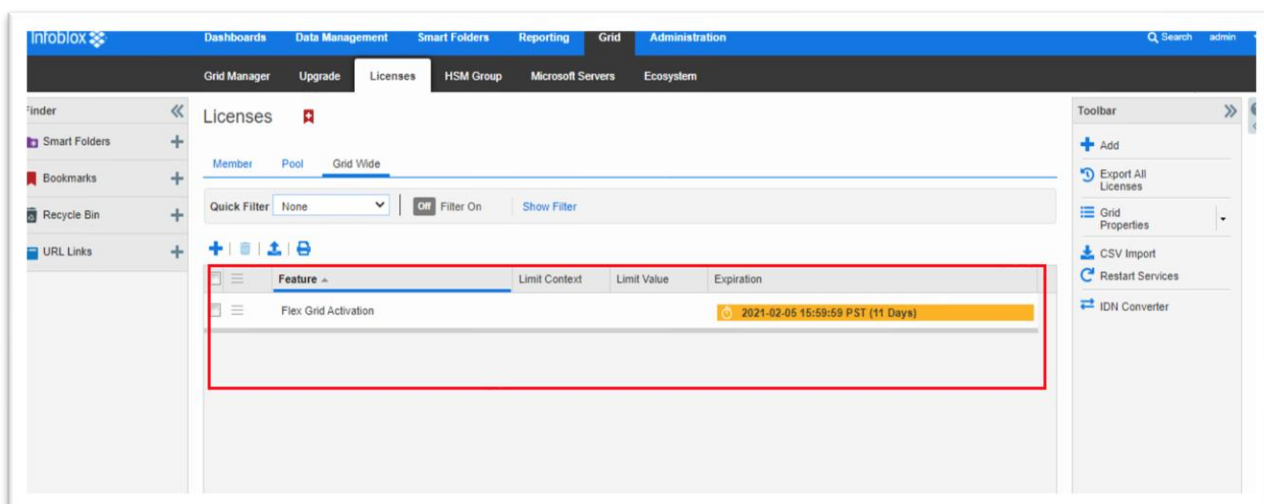 Infoblox
Dashboards Data Management Smart Folders Reporting Grid Administration
Search admin
Grid Manager Upgrade Licenses HSM Group Microsoft Servers Ecosystem
Finder
Smart Folders
Bookmarks
Recycle Bin
URL Links
Licenses
Member Pool Grid Wide
Quick Filter None Off Filter On Show Filter
Feature Limit Context Limit Value Expiration
Flex Grid Activation 2021-02-05 15:59:59 PST (11 Days)
Toolbar
Add
Export All
Licenses
Grid
Properties
CSV Import
Restart Services
IDN Converter